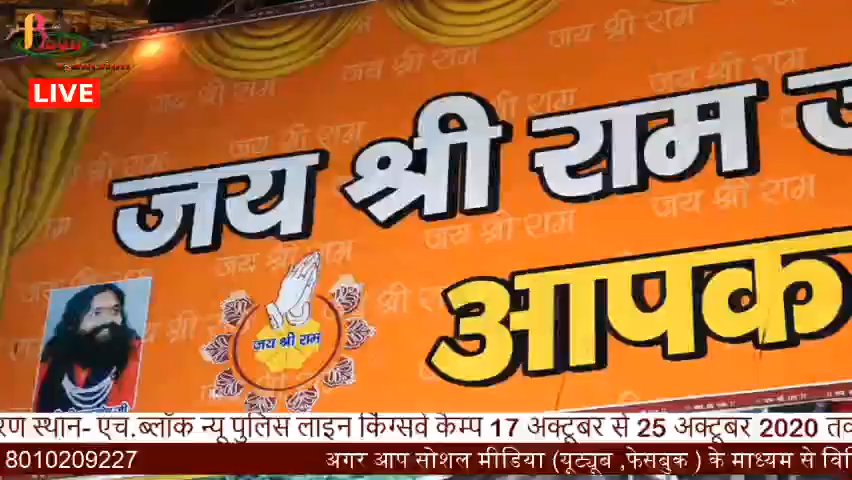 LIVE
जय श्री राम ज
आपक
जय श्री राम
रण स्थान- एच.ब्लॉक न्यू पुलिस लाइन किंग्सवे कैम्प 17 अक्टूबर से 25 अक्टूबर 2020 तव
8010209227
अगर आप सोशल मीडिया (यूट्यूब ,फेसबुक ) के माध्यम से वि